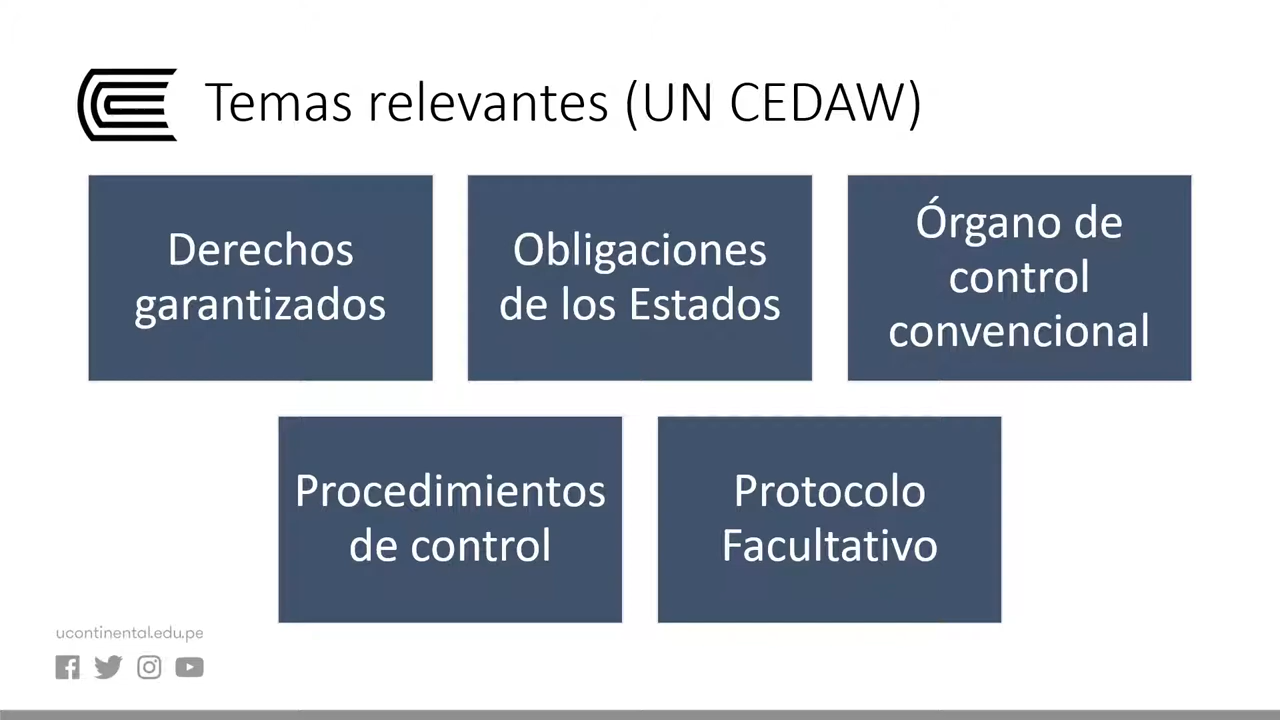 Temas relevantes (UN CEDAW)
Derechos
garantizados
Obligaciones
de los Estados
Órgano de
control
convencional
Procedimientos
de control
Protocolo
Facultativo
ucontinental.edu.pe